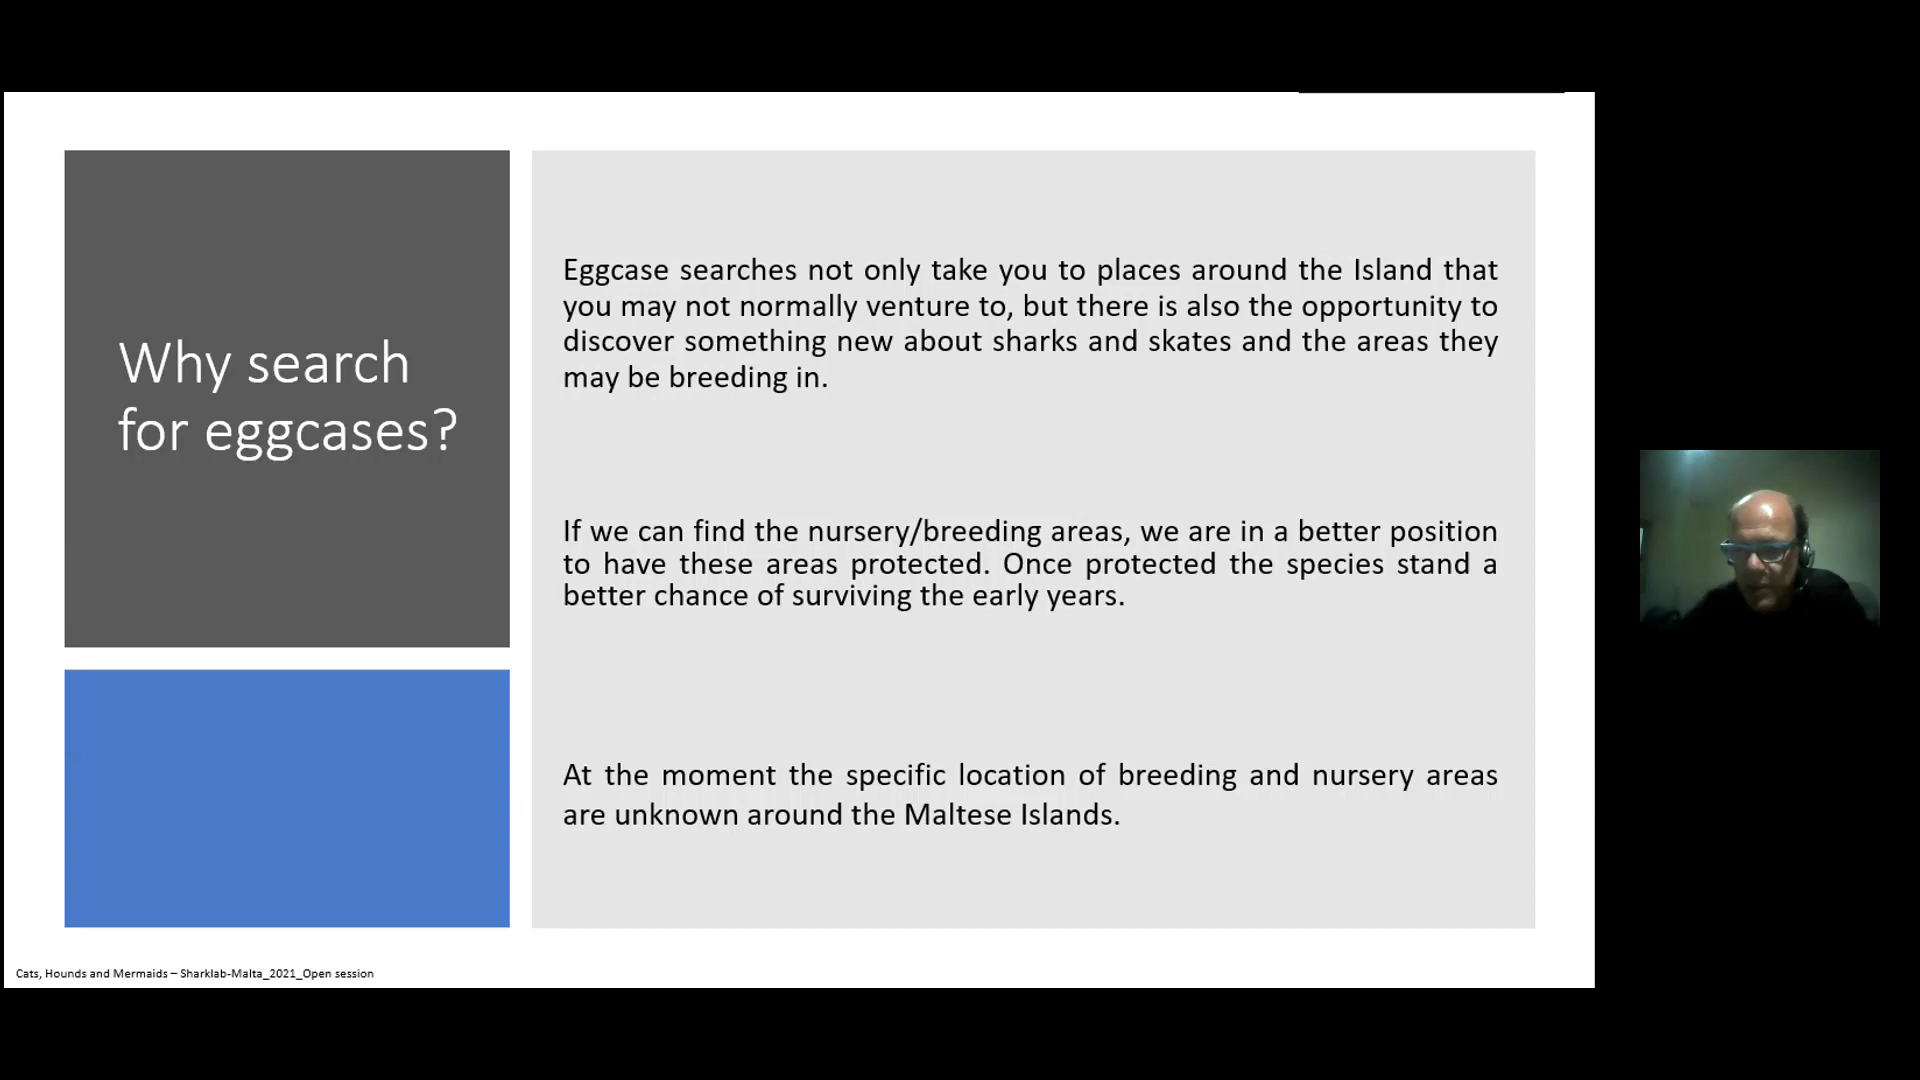 Why search
for eggcases?
Eggcase searches not only take you to places around the Island that
you may not normally venture to, but there is also the opportunity to
discover something new about sharks and skates and the areas they
may be breeding in.
If we can find the nursery/breeding areas, we are in a better position
to have these areas protected. Once protected the species stand a
better chance of surviving the early years.
At the moment the specific location of breeding and nursery areas
are unknown around the Maltese Islands.
Cats, Hounds and Mermaids – Sharklab-Malta_2021_Open session